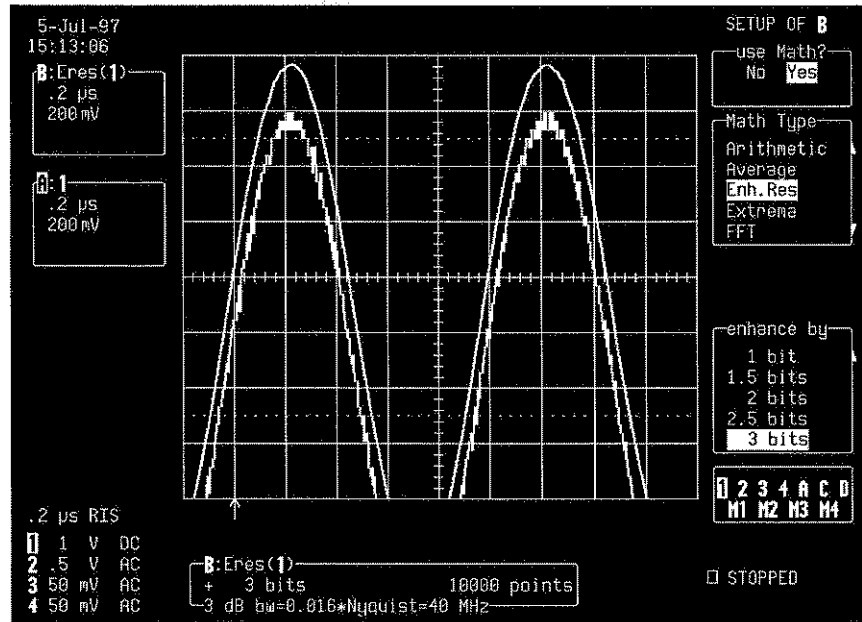 5-Jul-97
15:13:06
B:Eres(1)
.2 µs
200 mV
A:1
.2 µs
200 mV
SETUP OF B
use Math?
No Yes
Math Type
Arithmetic
Average
Enh.Res
Extrema
FFT
enhance by
1 bit
1.5 bits
2 bits
2.5 bits
3 bits
1 2 3 4 A C D
M1 M2 M3 M4
.2 µs RIS
1 1 V DC
2 .5 V AC
3 50 mV AC
4 50 mV AC
B:Eres(1)
+ 3 bits 10000 points
3 dB bw=0.016*Nyquist=40 MHz
STOPPED